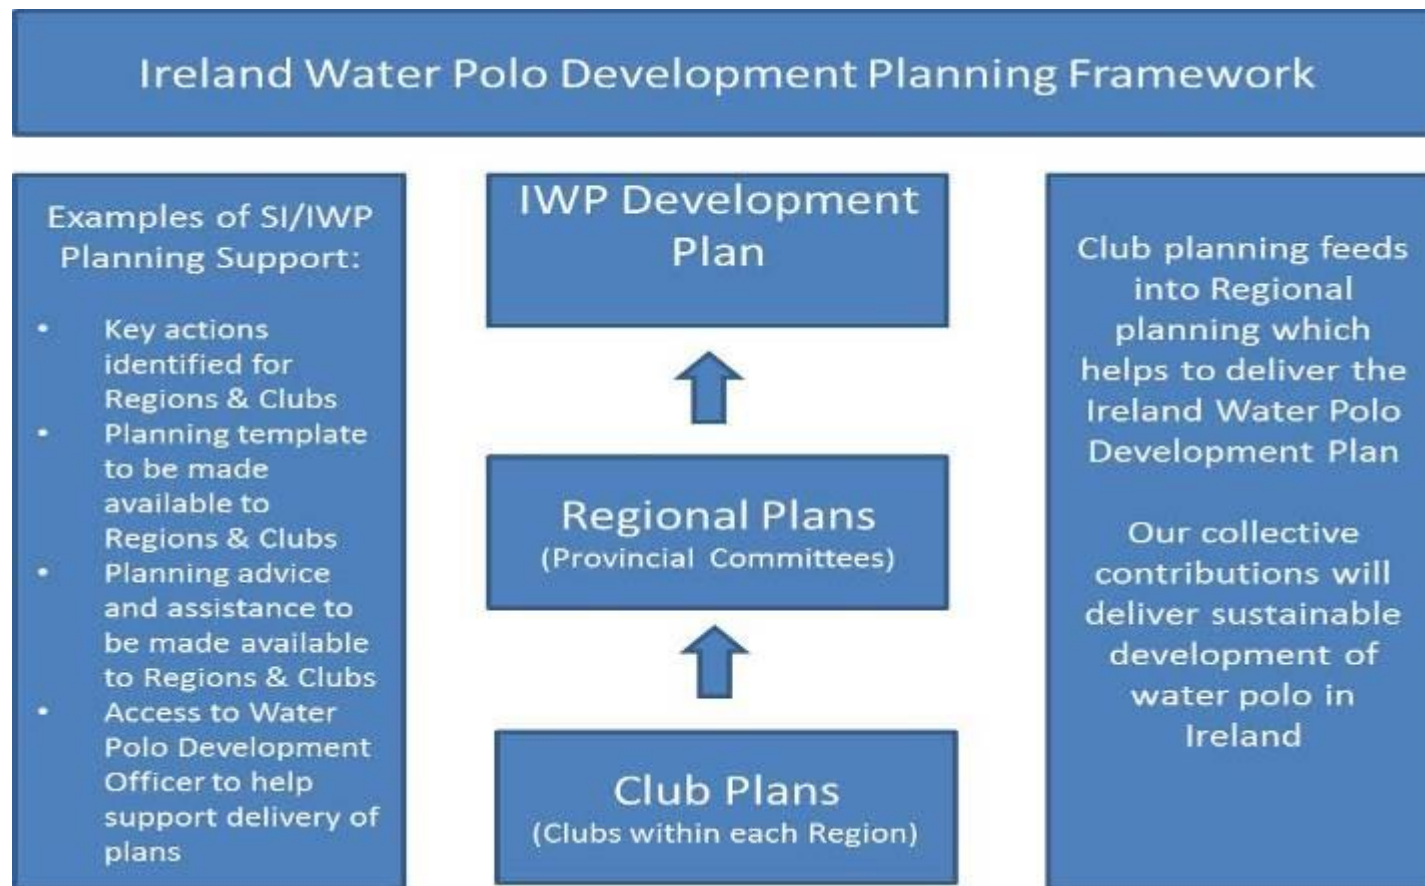 Ireland Water Polo Development Planning Framework
Examples of SI/IWP
Planning Support:
• Key actions
identified for
Regions & Clubs
• Planning template
to be made
available to
Regions & Clubs
• Planning advice
and assistance to
be made available
to Regions & Clubs
• Access to Water
Polo Development
Officer to help
support delivery of
plans
IWP Development
Plan
Regional Plans
(Provincial Committees)
Club Plans
(Clubs within each Region)
Club planning feeds
into Regional
planning which
helps to deliver the
Ireland Water Polo
Development Plan
Our collective
contributions will
deliver sustainable
development of
water polo in
Ireland